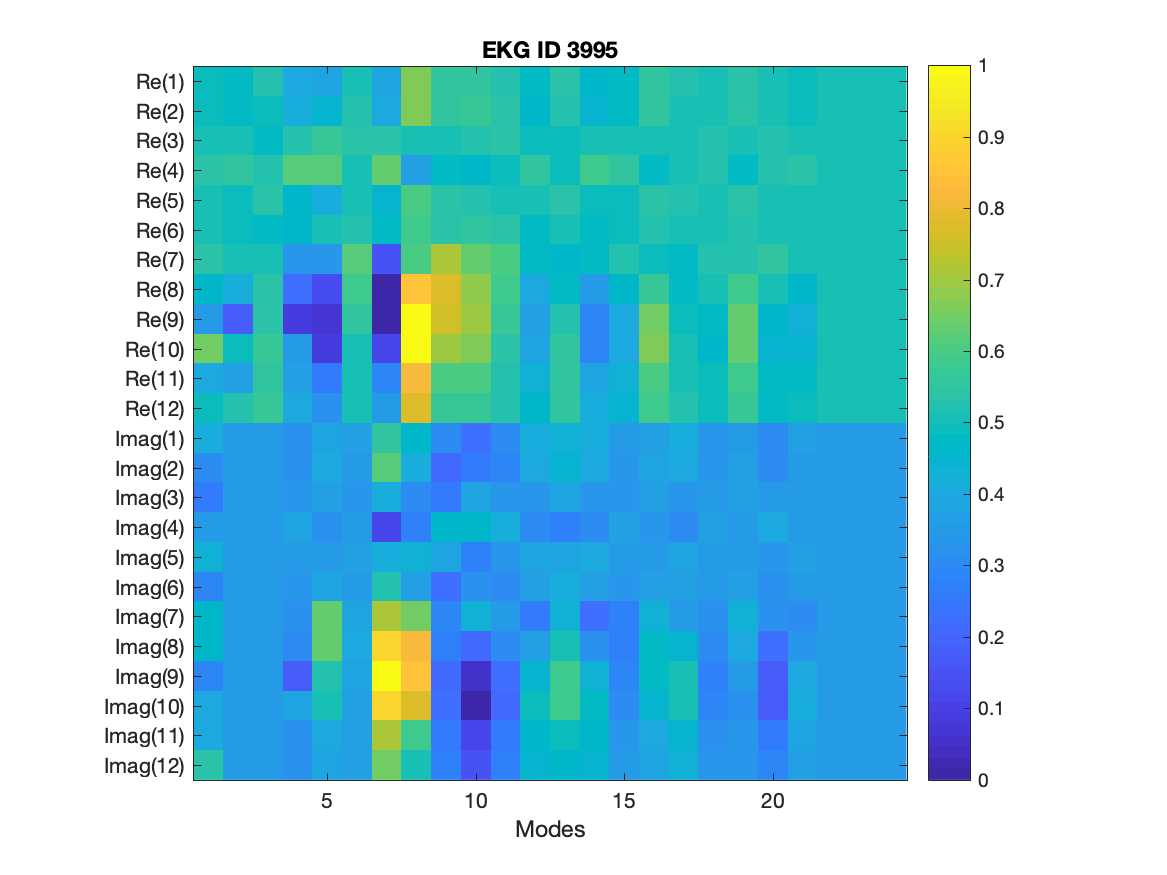 EKG ID 3995
Re(1)
Re(2)
Re(3)
Re(4)
Re(5)
Re(6)
Re(7)
Re(8)
Re(9)
Re(10)
Re(11)
Re(12)
Imag(1)
Imag(2)
Imag(3)
Imag(4)
Imag(5)
Imag(6)
Imag(7)
Imag(8)
Imag(9)
Imag(10)
Imag(11)
Imag(12)
5 10 15 20
Modes
1
0.9
0.8
0.7
0.6
0.5
0.4
0.3
0.2
0.1
0